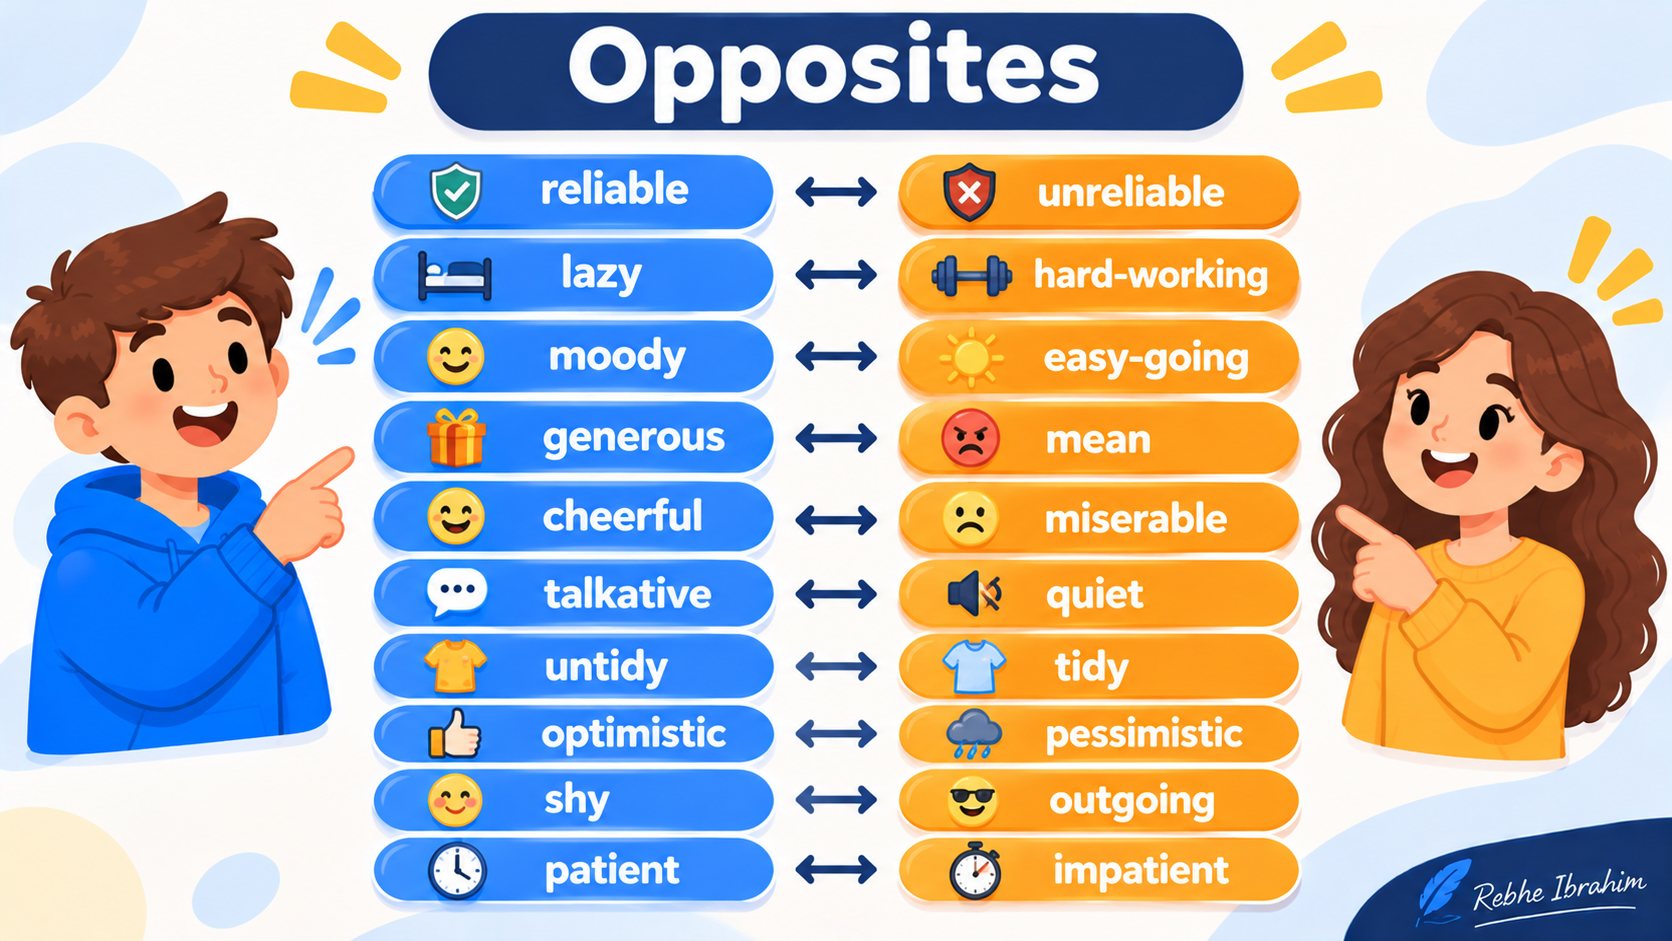 Opposites
reliable
unreliable
lazy
hard-working
moody
easy-going
generous
mean
cheerful
miserable
talkative
quiet
untidy
tidy
optimistic
pessimistic
shy
outgoing
patient
impatient
Rebhe Ibrahim